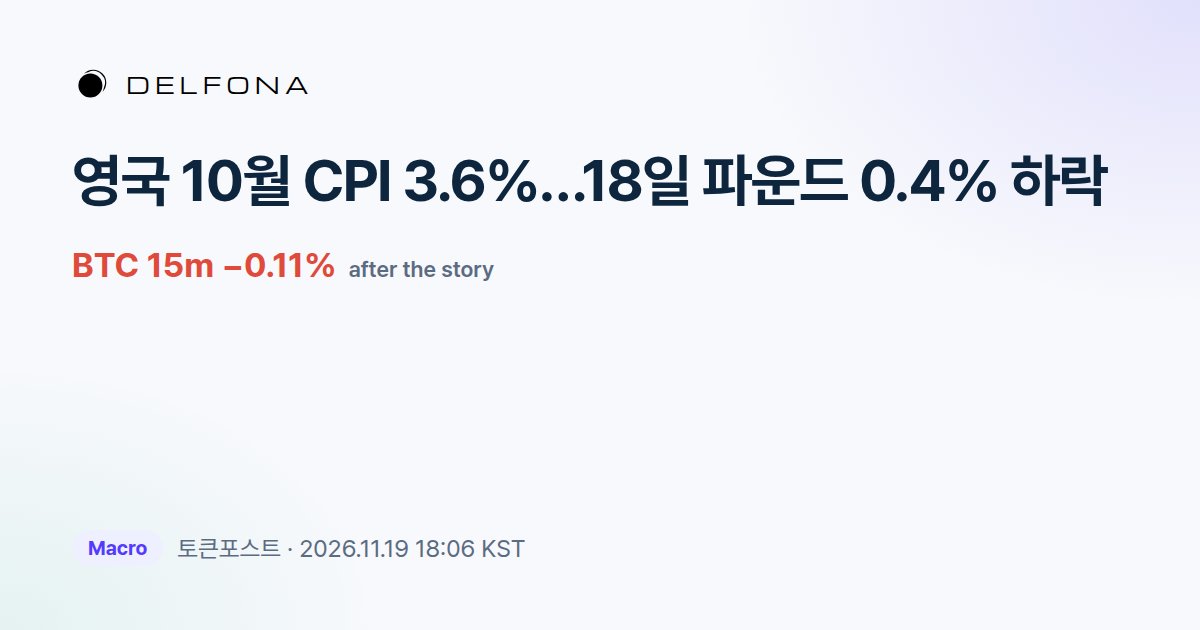 DELFONA
영국 10월 CPI 3.6%...18일 파운드 0.4% 하락
BTC 15m −0.11% after the story
Macro 토큰포스트 · 2026.11.19 18:06 KST